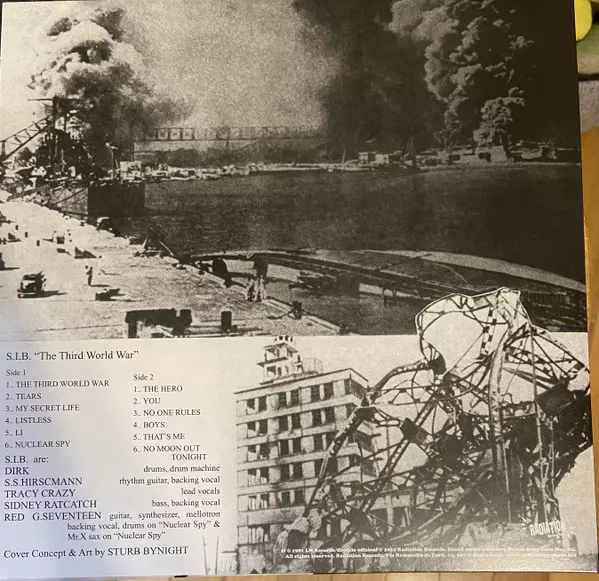 S.I.B. "The Third World War"
Side 1
1.. THE THIRD WORLD WAR
2.. TEARS
3.. MY SECRET LIFE
4.. LISTLESS
5.. LI
6.. NUCLEAR SPY
Side 2
1.. THE HERO
2.. YOU
3.. NO ONE RULES
4.. BOYS
5.. THAT'S ME
6.. NO MOON OUT
TONIGHT
S.I.B. are:
DIRK drums, drum machine
S.S.HIRSCMANN rhythm guitar, backing vocal
TRACY CRAZY lead vocals
SIDNEY RATCATCH bass, backing vocal
RED G.SEVENTEEN guitar, synthesizer, mellotron
backing vocal, drums on "Nuclear Spy" &
Mr.X sax on "Nuclear Spy"
Cover Concept & Art by STURB BYNIGHT
RADIATION
Records
All rights reserved. Radiation Records,